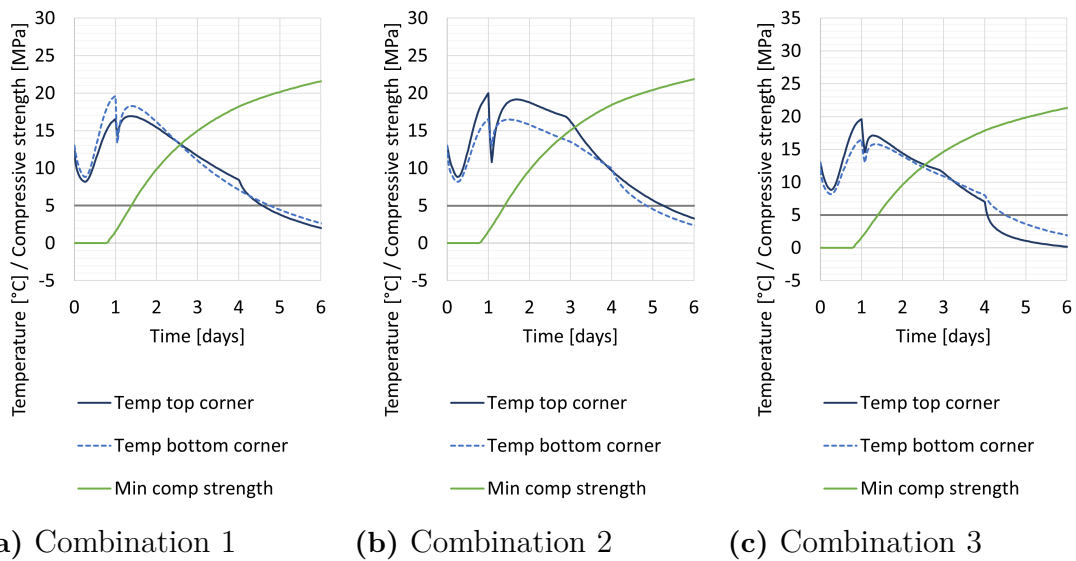 Temperature [°C] / Compressive strength [MPa]
30
25
20
15
10
5
0
-5
0 1 2 3 4 5 6
Time [days]
Temp top corner
Temp bottom corner
Min comp strength
a) Combination 1
Temperature [°C] / Compressive strength [MPa]
30
25
20
15
10
5
0
-5
0 1 2 3 4 5 6
Time [days]
Temp top corner
Temp bottom corner
Min comp strength
(b) Combination 2
Temperature [°C] / Compressive strength [MPa]
35
30
25
20
15
10
5
0
-5
0 1 2 3 4 5 6
Time [days]
Temp top corner
Temp bottom corner
Min comp strength
(c) Combination 3